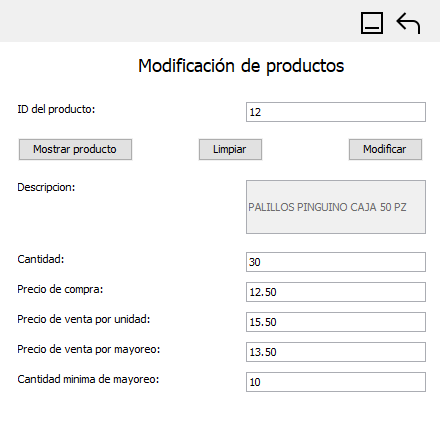 Modificación de productos
ID del producto: 12
Mostrar producto Limpiar Modificar
Descripcion: PALILLOS PINGUINO CAJA 50 PZ
Cantidad: 30
Precio de compra: 12.50
Precio de venta por unidad: 15.50
Precio de venta por mayoreo: 13.50
Cantidad minima de mayoreo: 10